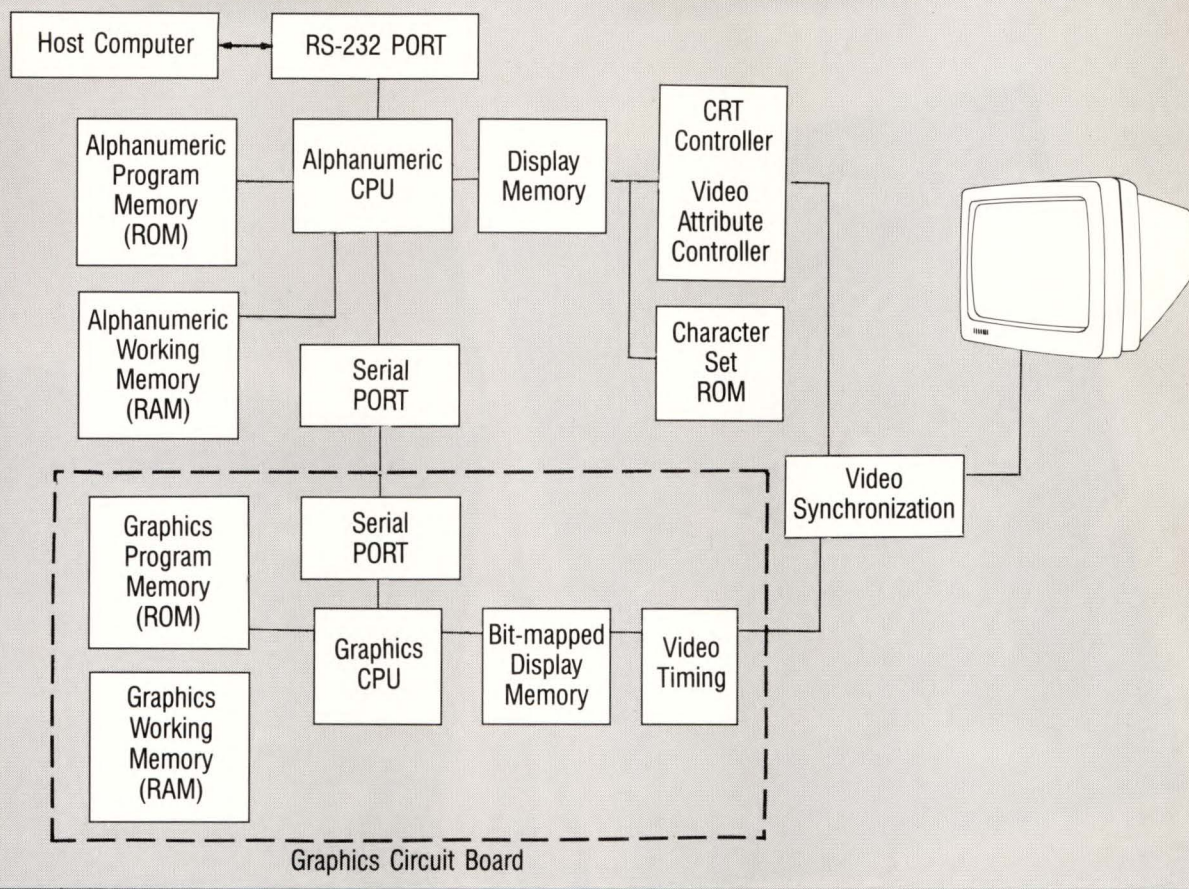 Host Computer
RS-232 PORT
Alphanumeric
Program
Memory
(ROM)
Alphanumeric
CPU
Display
Memory
CRT
Controller
Video
Attribute
Controller
Alphanumeric
Working
Memory
(RAM)
Serial
PORT
Character
Set
ROM
Video
Synchronization
Graphics
Program
Memory
(ROM)
Serial
PORT
Graphics
CPU
Bit-mapped
Display
Memory
Video
Timing
Graphics
Working
Memory
(RAM)
Graphics Circuit Board